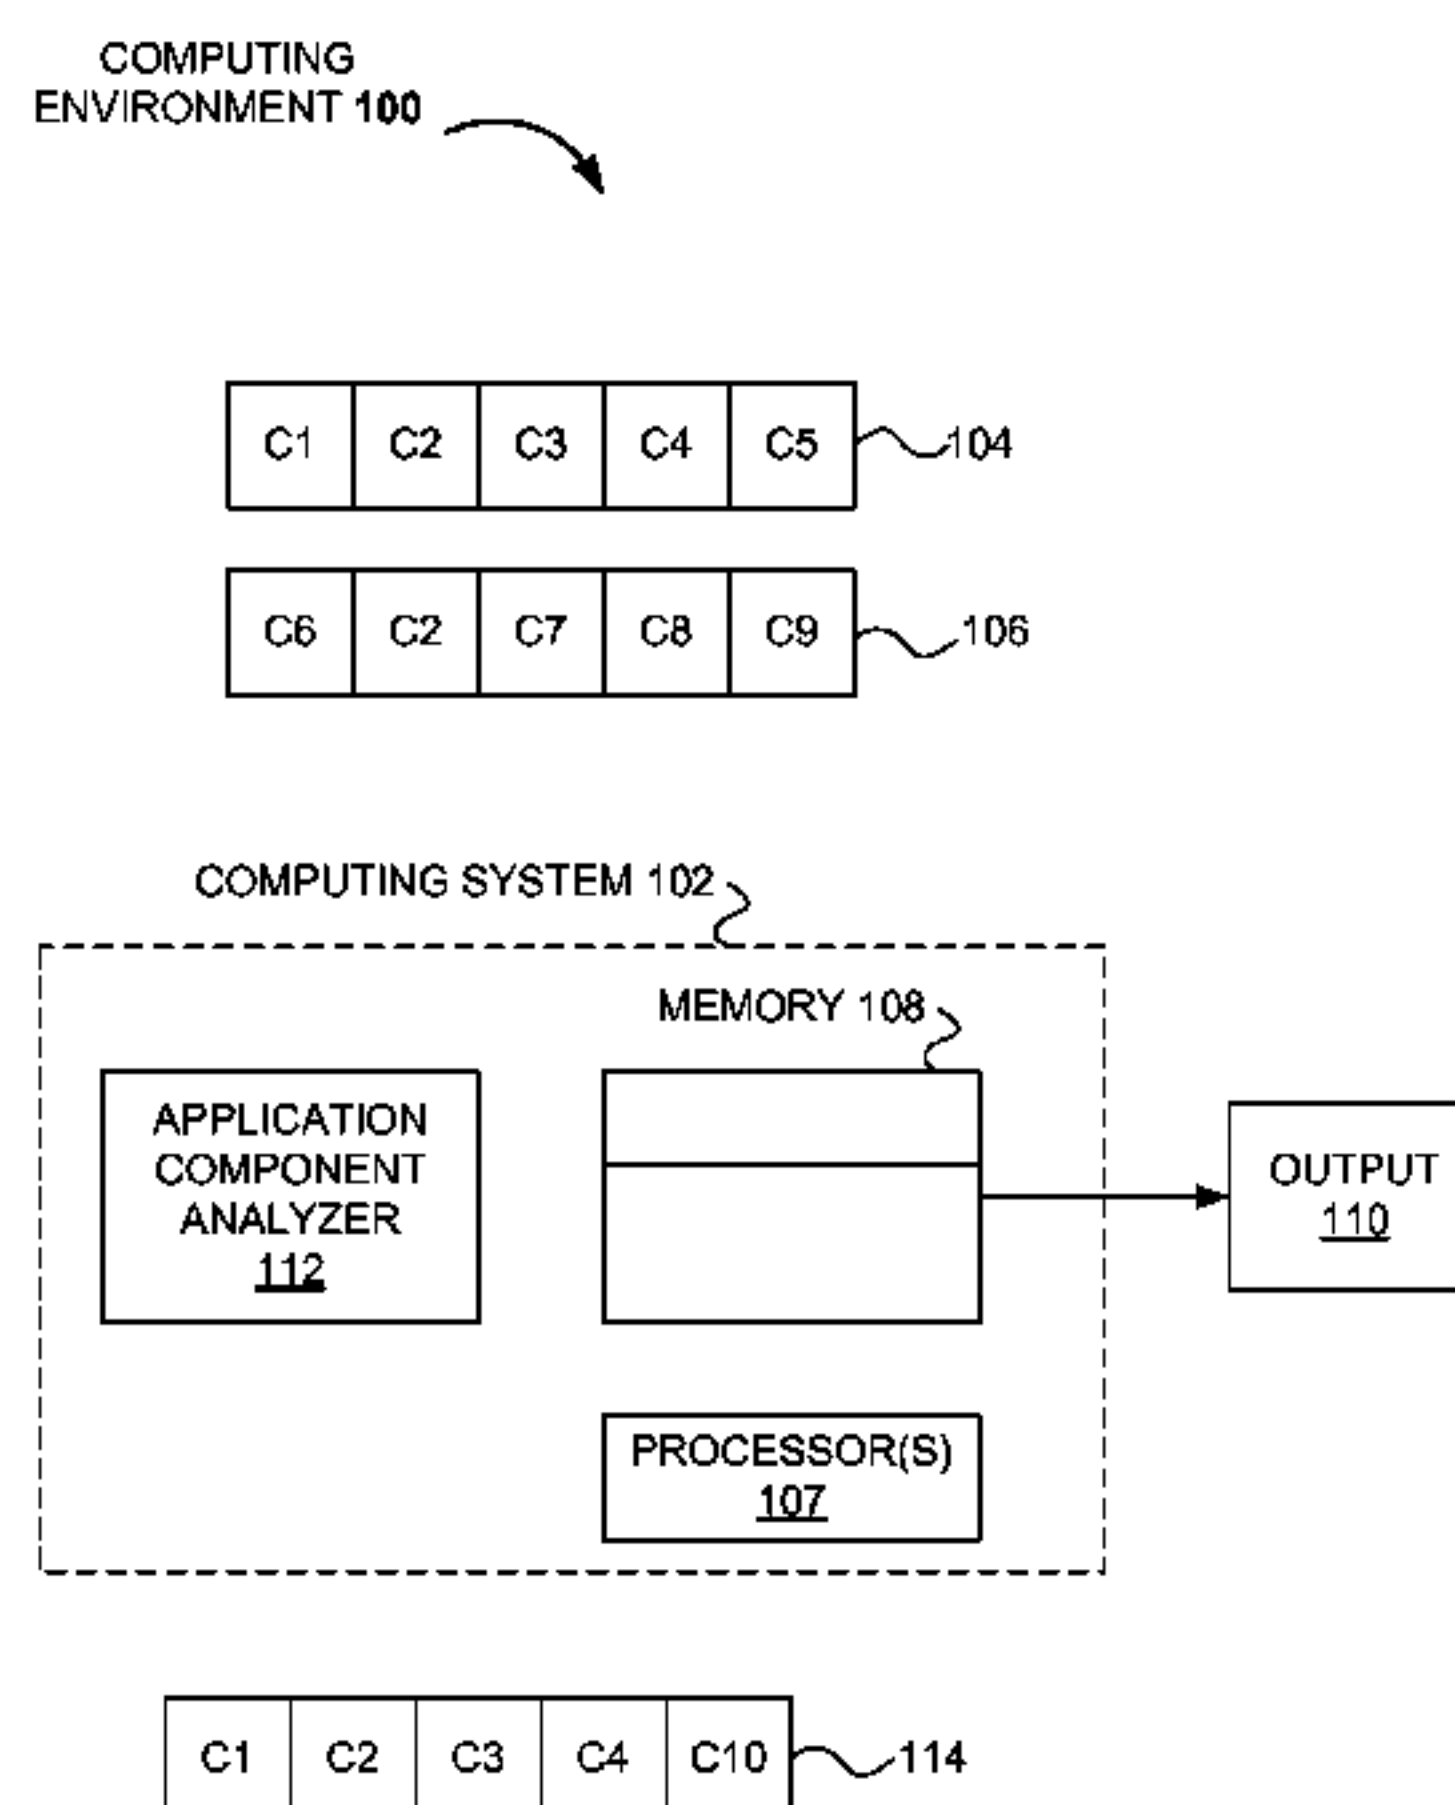 COMPUTING
ENVIRONMENT 100
C1 C2 C3 C4 C5 104
C6 C2 C7 C8 C9 106
COMPUTING SYSTEM 102
MEMORY 108
APPLICATION
COMPONENT
ANALYZER
112
OUTPUT
110
PROCESSOR(S)
107
C1 C2 C3 C4 C10 114